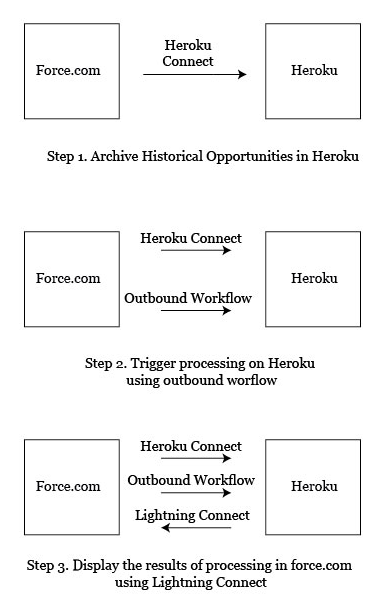 Force.com
Heroku
Connect
Heroku
Step 1. Archive Historical Opportunities in Heroku
Force.com
Heroku Connect
Outbound Workflow
Heroku
Step 2. Trigger processing on Heroku
using outbound worflow
Force.com
Heroku Connect
Outbound Workflow
Lightning Connect
Heroku
Step 3. Display the results of processing in force.com
using Lightning Connect